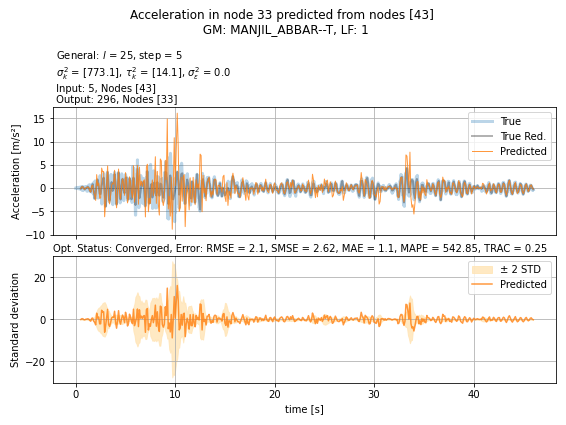 Acceleration in node 33 predicted from nodes [43]
GM: MANJIL_ABBAR--T, LF: 1
General: l = 25, step = 5
σ²ₖ = [773.1], τ²ₖ = [14.1], σ²ε = 0.0
Input: 5, Nodes [43]
Output: 296, Nodes [33]
Acceleration [m/s²]
15
10
5
0
−5
−10
True
True Red.
Predicted
Opt. Status: Converged, Error: RMSE = 2.1, SMSE = 2.62, MAE = 1.1, MAPE = 542.85, TRAC = 0.25
Standard deviation
20
0
−20
± 2 STD
Predicted
0
10
20
30
40
time [s]